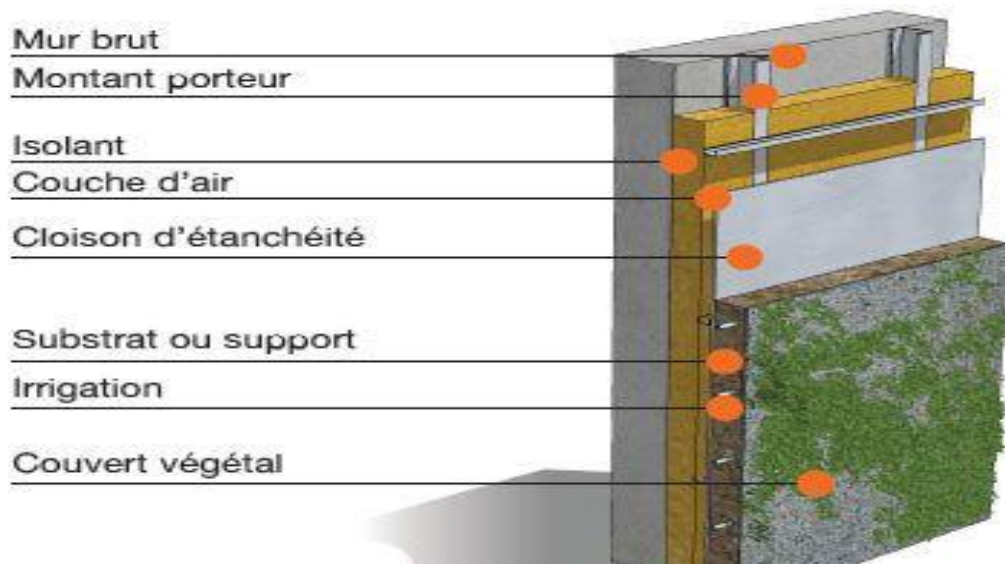 Mur brut
Montant porteur
Isolant
Couche d'air
Cloison d'étanchéité
Substrat ou support
Irrigation
Couvert végétal